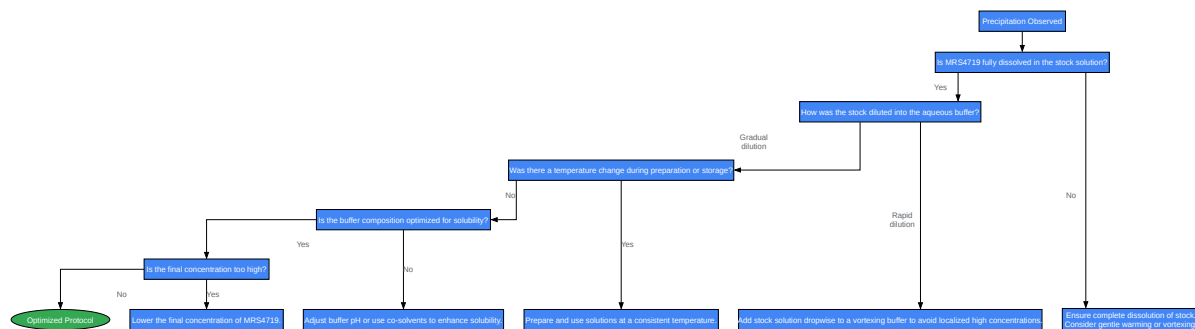 Precipitation Observed
Is MRS4719 fully dissolved in the stock solution?
Yes
How was the stock diluted into the aqueous buffer?
Gradual
dilution
Was there a temperature change during preparation or storage?
No
No
Is the buffer composition optimized for solubility?
Rapid
dilution
Yes
Yes
No
Is the final concentration too high?
No
Yes
Optimized Protocol
Lower the final concentration of MRS4719.
Adjust buffer pH or use co-solvents to enhance solubility.
Prepare and use solutions at a consistent temperature.
Add stock solution dropwise to a vortexing buffer to avoid localized high concentrations.
Ensure complete dissolution of stock.
Consider gentle warming or